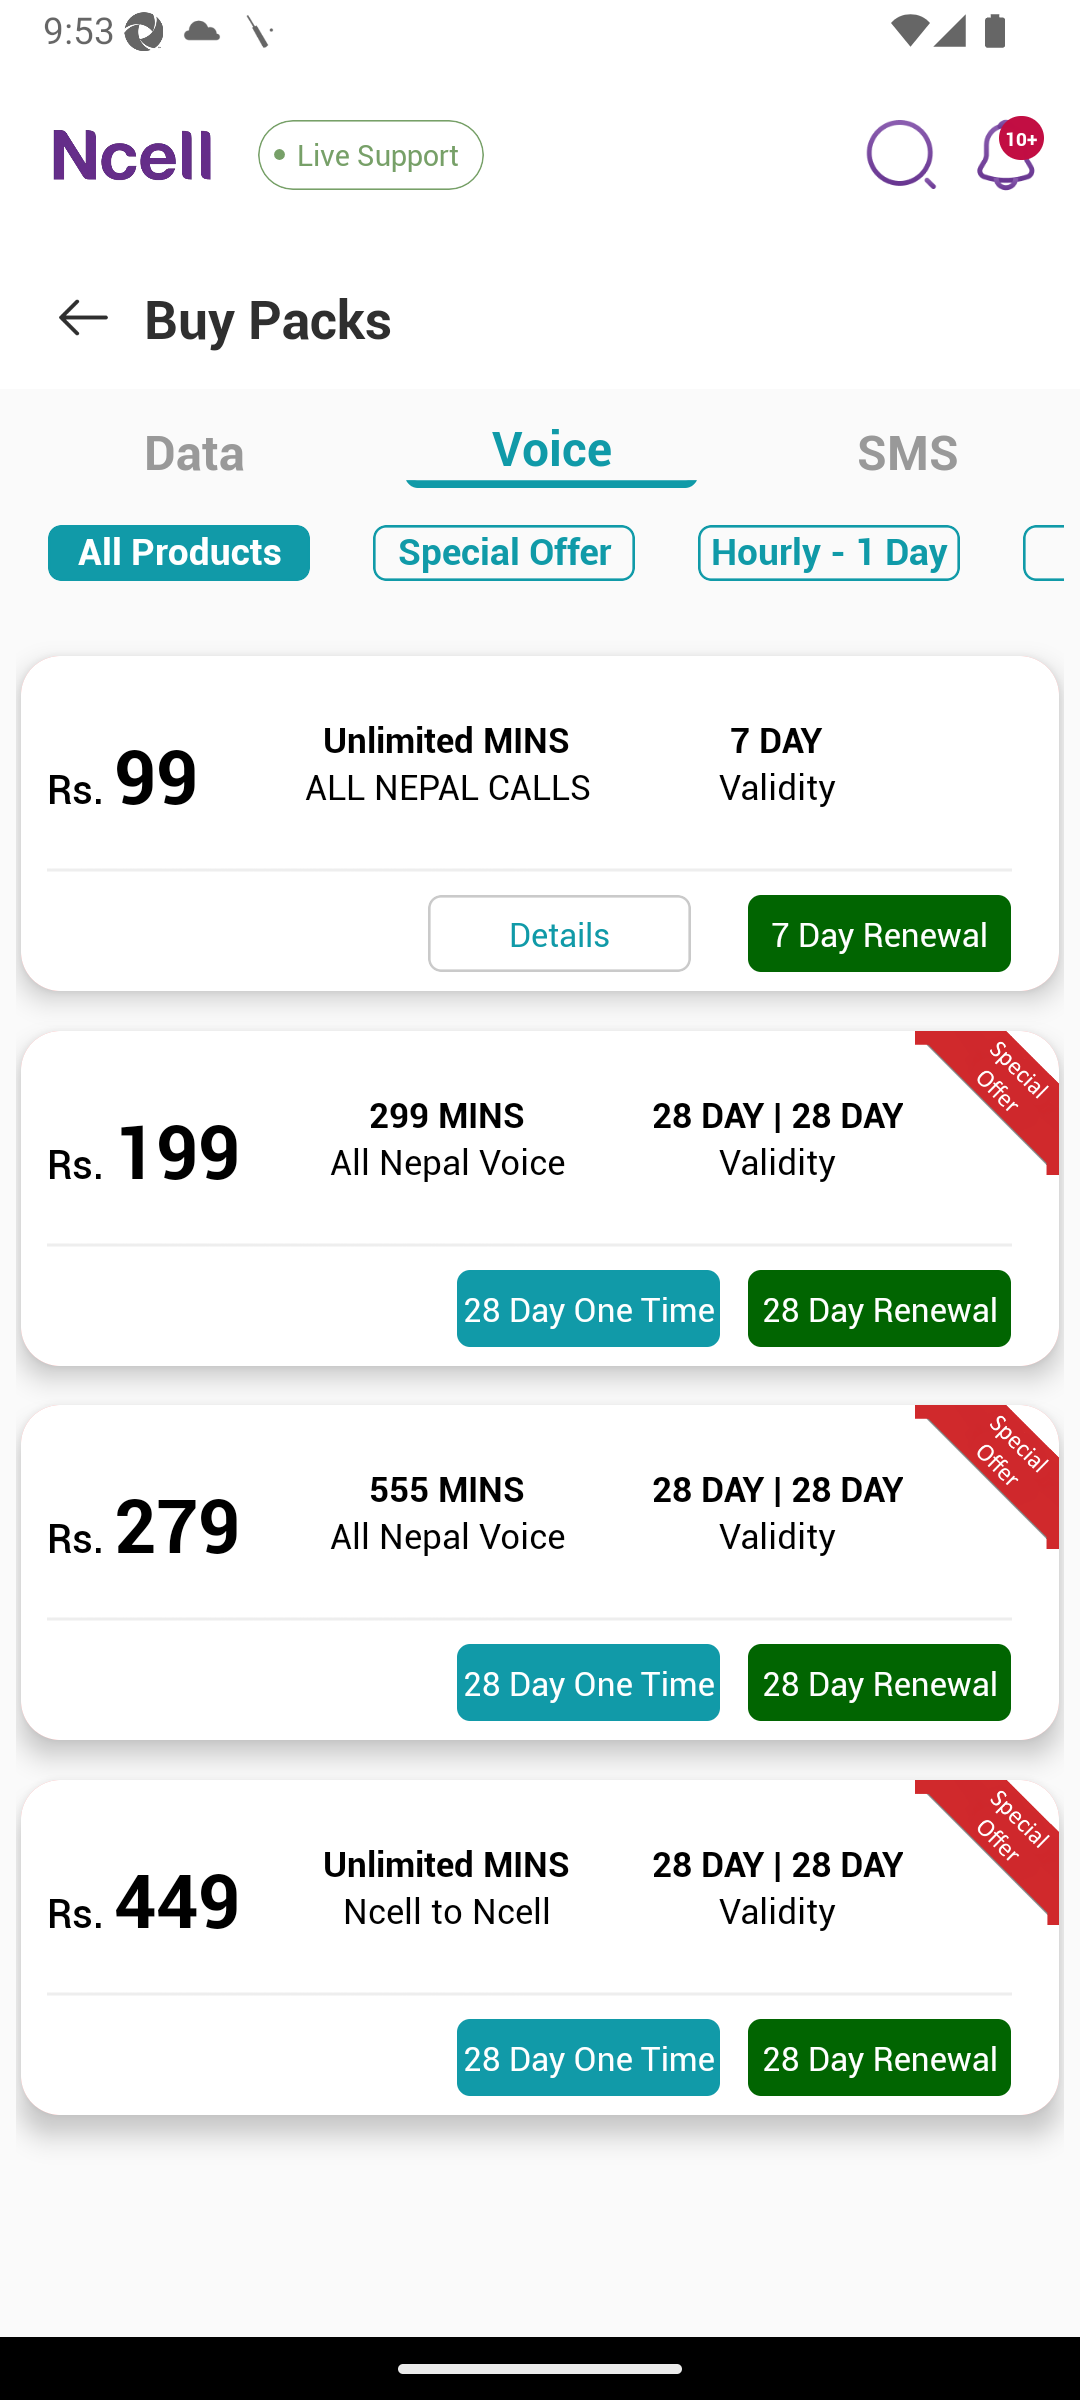 9:53
Ncell
Live Support
10+
Buy Packs
Data
Voice
SMS
All Products
Special Offer
Hourly - 1 Day
Rs. 99
Unlimited MINS
ALL NEPAL CALLS
7 DAY
Validity
Details
7 Day Renewal
Special
Offer
Rs. 199
299 MINS
All Nepal Voice
28 DAY | 28 DAY
Validity
28 Day One Time
28 Day Renewal
Special
Offer
Rs. 279
555 MINS
All Nepal Voice
28 DAY | 28 DAY
Validity
28 Day One Time
28 Day Renewal
Special
Offer
Rs. 449
Unlimited MINS
Ncell to Ncell
28 DAY | 28 DAY
Validity
28 Day One Time
28 Day Renewal